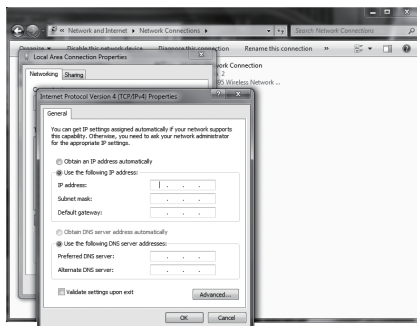 « Network and Internet ▸ Network Connections ▸
Search Network Connections
Organize ▾ Disable this network device Diagnose this connection Rename this connection »
Local Area Connection Properties
work Connection
2
95 Wireless Network ...
Networking Sharing
Internet Protocol Version 4 (TCP/IPv4) Properties
General
You can get IP settings assigned automatically if your network supports
this capability. Otherwise, you need to ask your network administrator
for the appropriate IP settings.
Obtain an IP address automatically
Use the following IP address:
IP address:
Subnet mask:
Default gateway:
Obtain DNS server address automatically
Use the following DNS server addresses:
Preferred DNS server:
Alternate DNS server:
Validate settings upon exit
Advanced...
OK Cancel